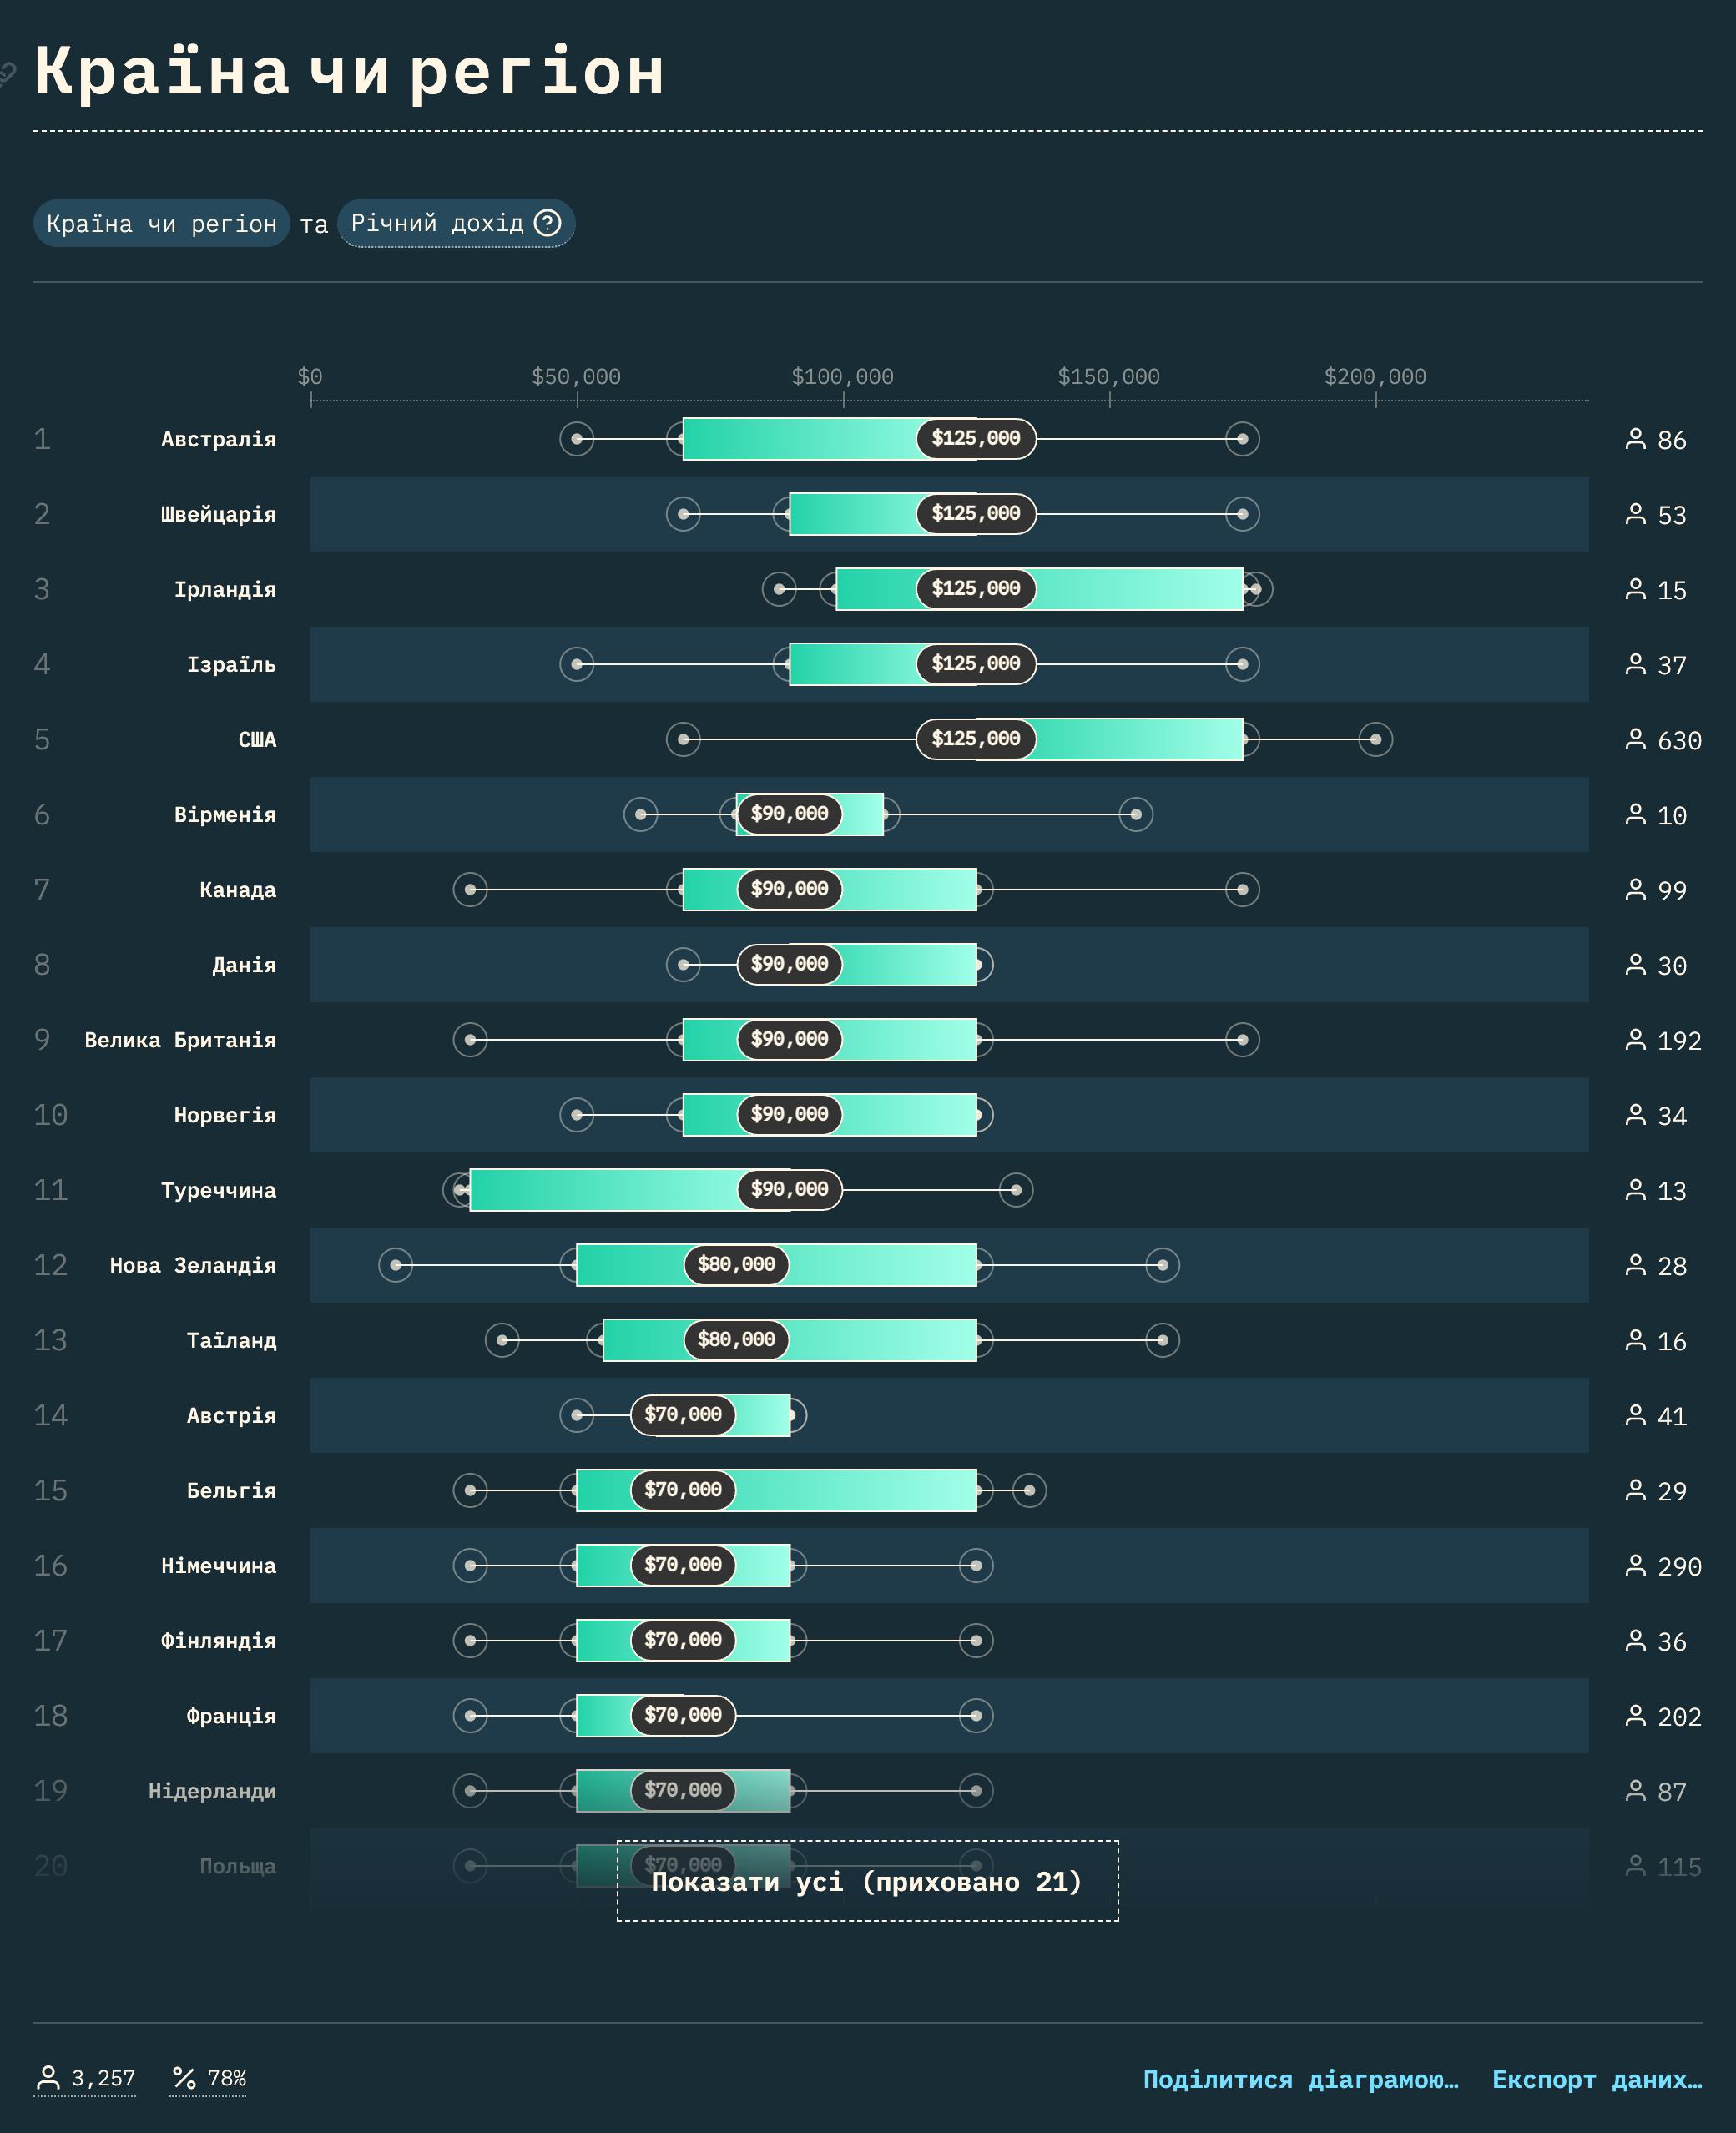 Країна чи регіон
Країна чи регіон та Річний дохід ?
$0 $50,000 $100,000 $150,000 $200,000
1 Австралія $125,000 86
2 Швейцарія $125,000 53
3 Ірландія $125,000 15
4 Ізраїль $125,000 37
5 США $125,000 630
6 Вірменія $90,000 10
7 Канада $90,000 99
8 Данія $90,000 30
9 Велика Британія $90,000 192
10 Норвегія $90,000 34
11 Туреччина $90,000 13
12 Нова Зеландія $80,000 28
13 Таїланд $80,000 16
14 Австрія $70,000 41
15 Бельгія $70,000 29
16 Німеччина $70,000 290
17 Фінляндія $70,000 36
18 Франція $70,000 202
19 Нідерланди $70,000 87
20 Польща $70,000 115
Показати усі (приховано 21)
3,257 78% Поділитися діаграмою… Експорт даних…